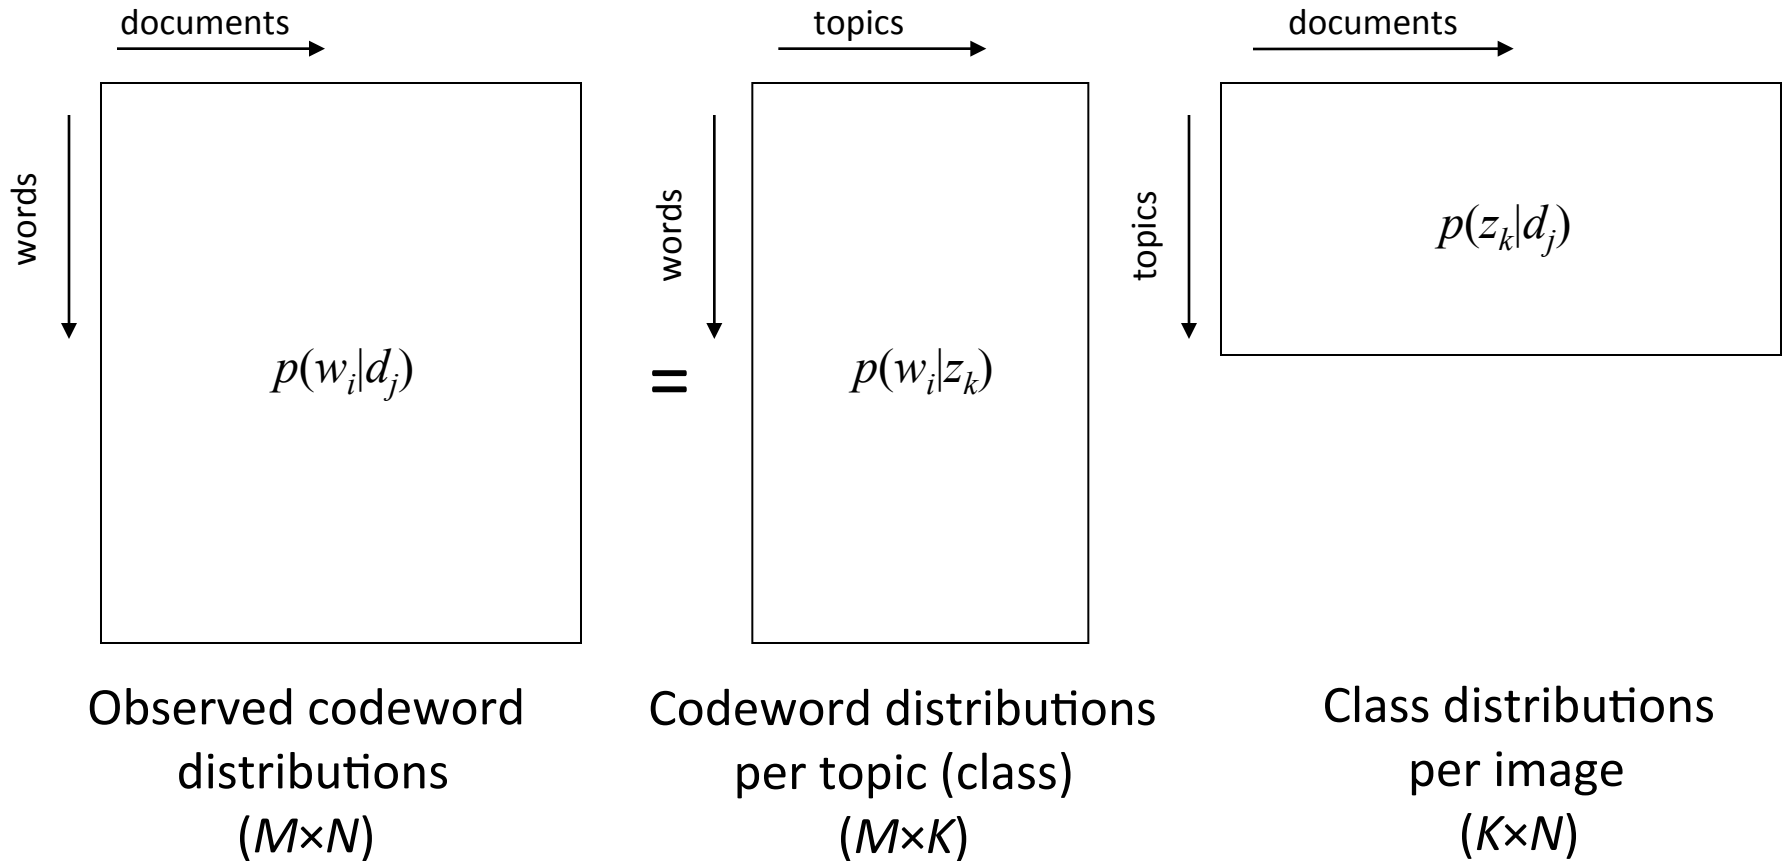 documents
topics
documents
words
words
topics
p(w_i|d_j)
=
p(w_i|z_k)
p(z_k|d_j)
Observed codeword
distributions
(M×N)
Codeword distributions
per topic (class)
(M×K)
Class distributions
per image
(K×N)